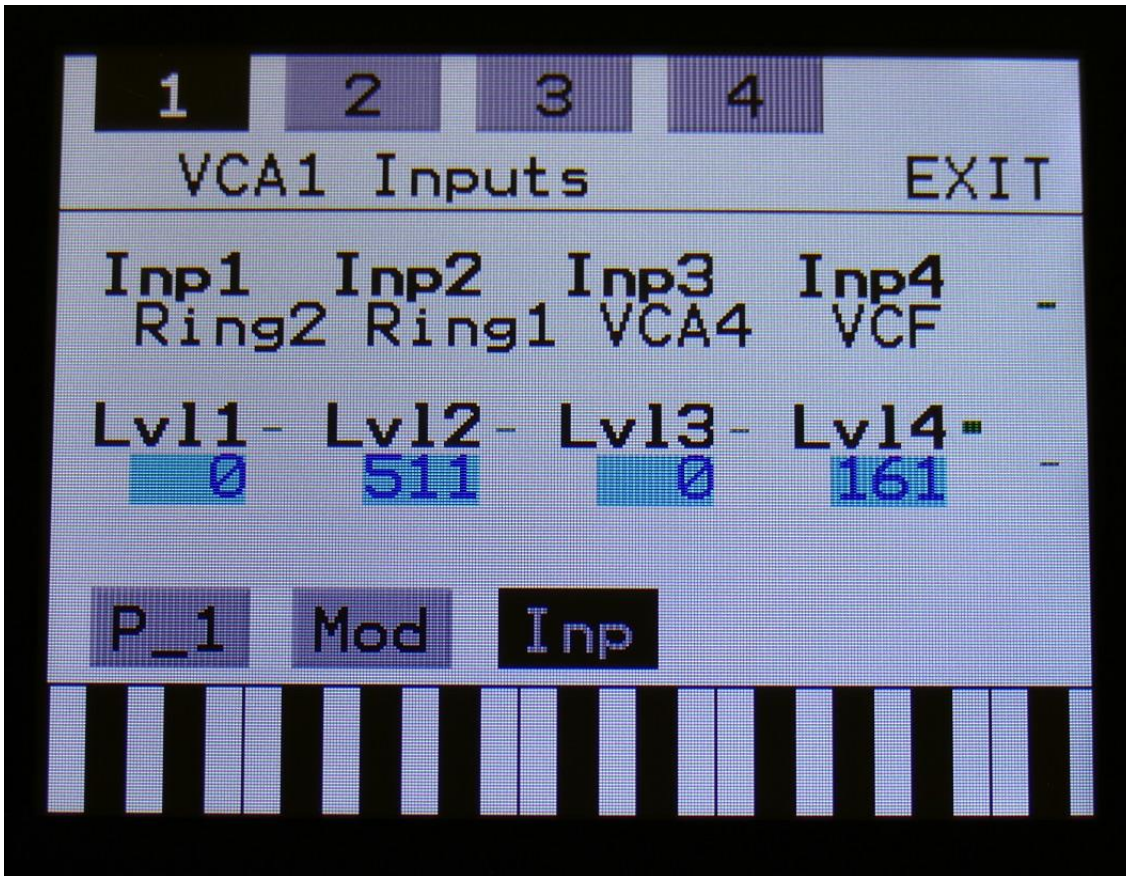 1 2 3 4
VCA1 Inputs EXIT
Inp1 Inp2 Inp3 Inp4
Ring2 Ring1 VCA4 VCF
Lvl1 Lvl2 Lvl3 Lvl4
0 511 0 161
P_1 Mod Inp